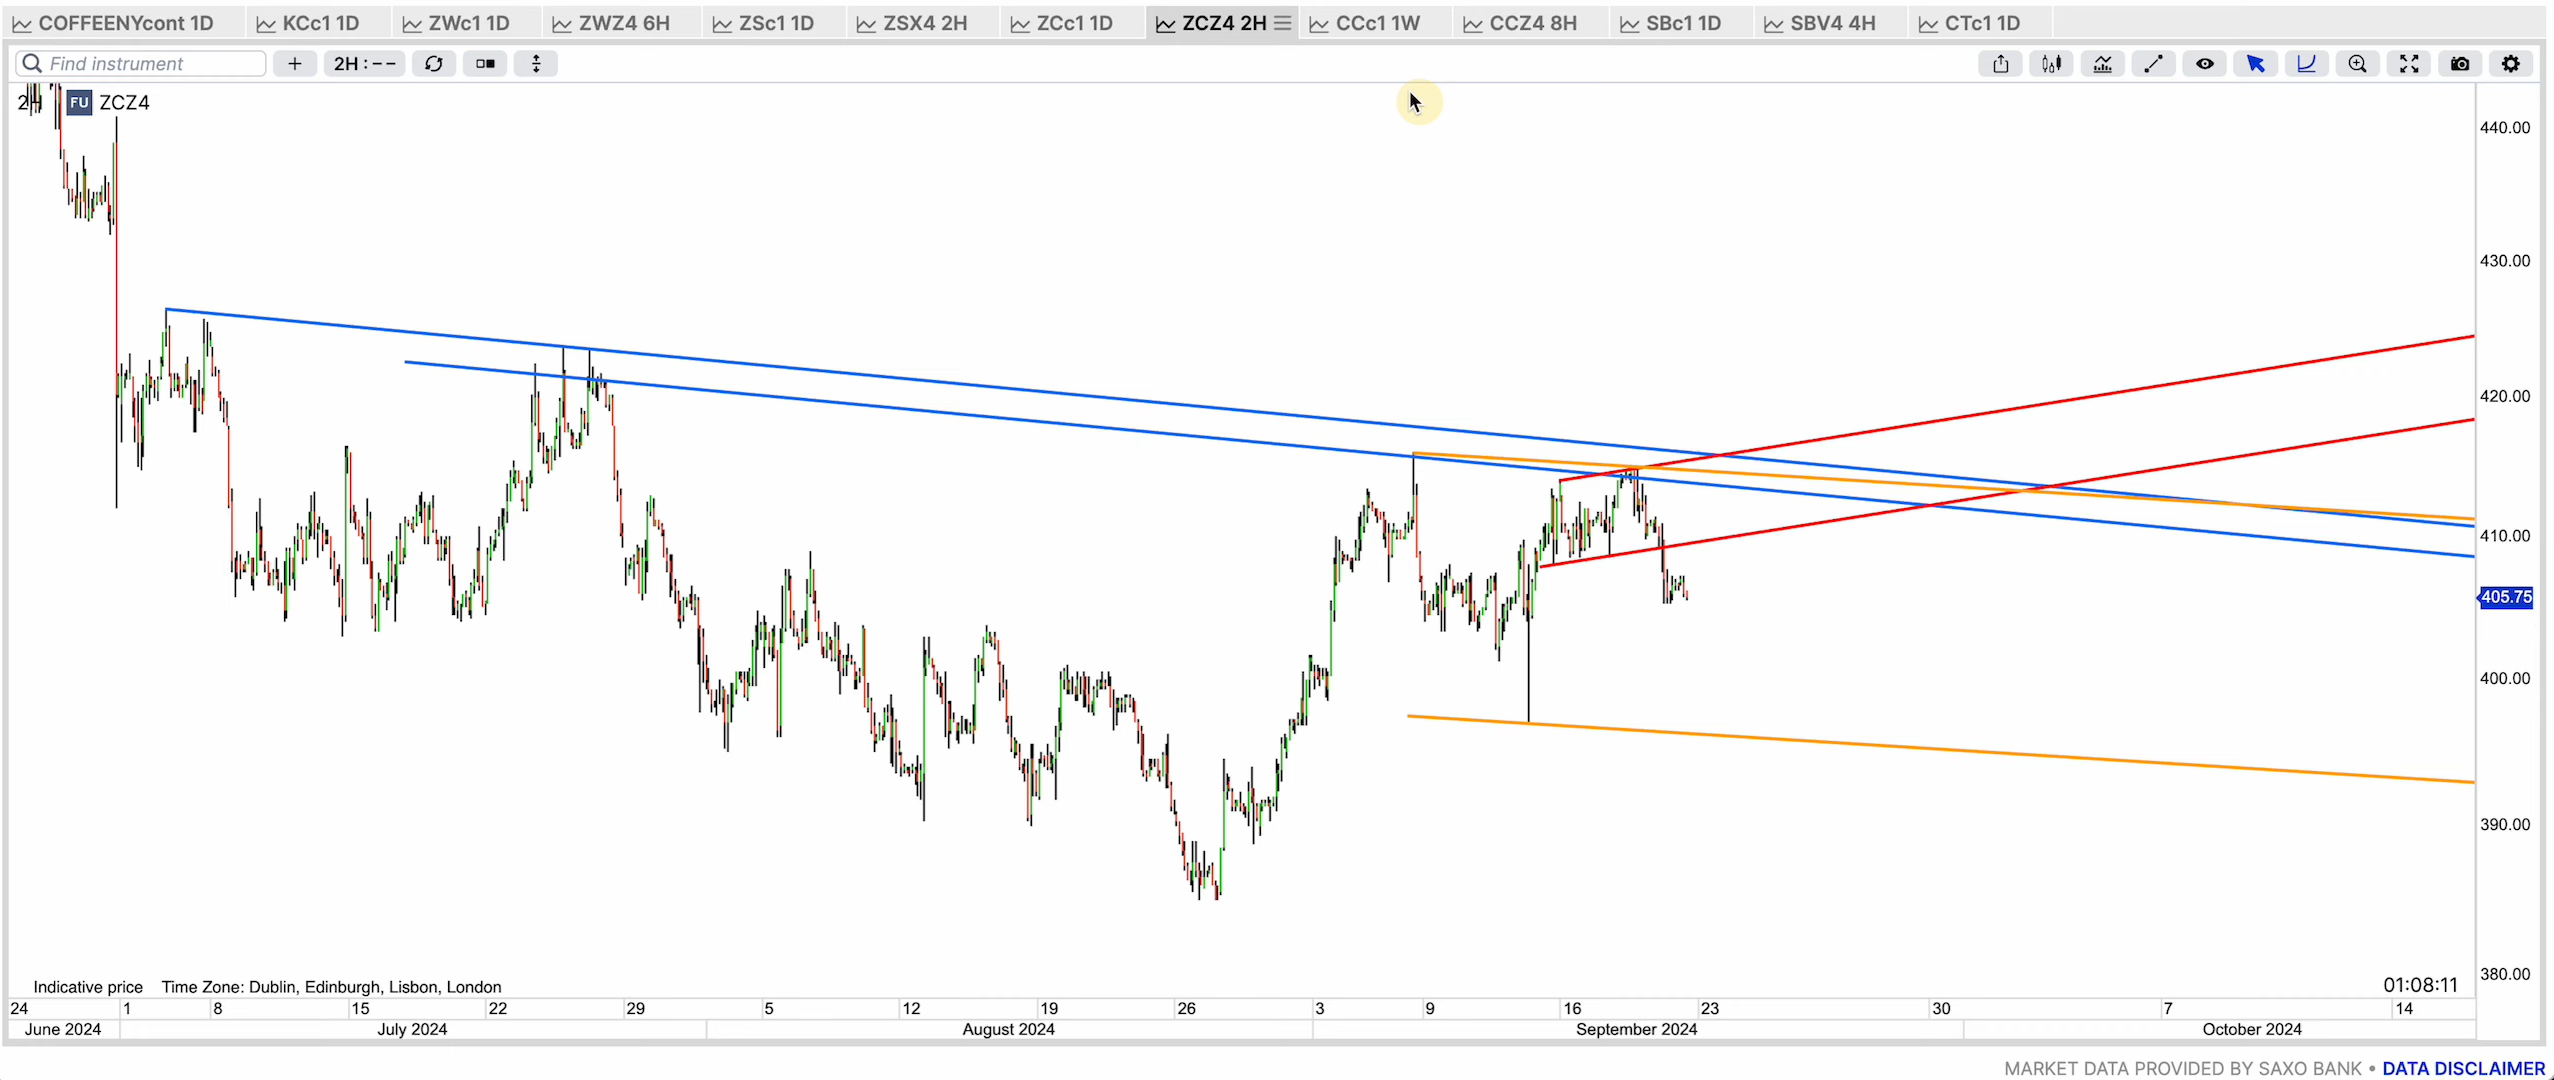 COFFEENYcont 1D KCc1 1D ZWc1 1D ZWZ4 6H ZSc1 1D ZSX4 2H ZCc1 1D ZCZ4 2H CCc1 1W CCZ4 8H SBc1 1D SBV4 4H CTc1 1D
Find instrument + 2H : – –
2H FU ZCZ4
440.00
430.00
420.00
410.00
405.75
400.00
390.00
380.00
Indicative price Time Zone: Dublin, Edinburgh, Lisbon, London 01:08:11
24 1 8 15 22 29 5 12 19 26 3 9 16 23 30 7 14
June 2024 July 2024 August 2024 September 2024 October 2024
MARKET DATA PROVIDED BY SAXO BANK • DATA DISCLAIMER